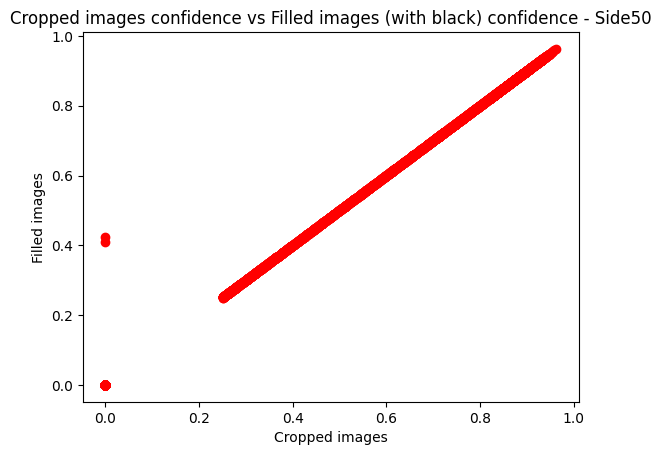 Cropped images confidence vs Filled images (with black) confidence - Side50
1.0
0.8
0.6
0.4
0.2
0.0
Filled images
0.0 0.2 0.4 0.6 0.8 1.0
Cropped images